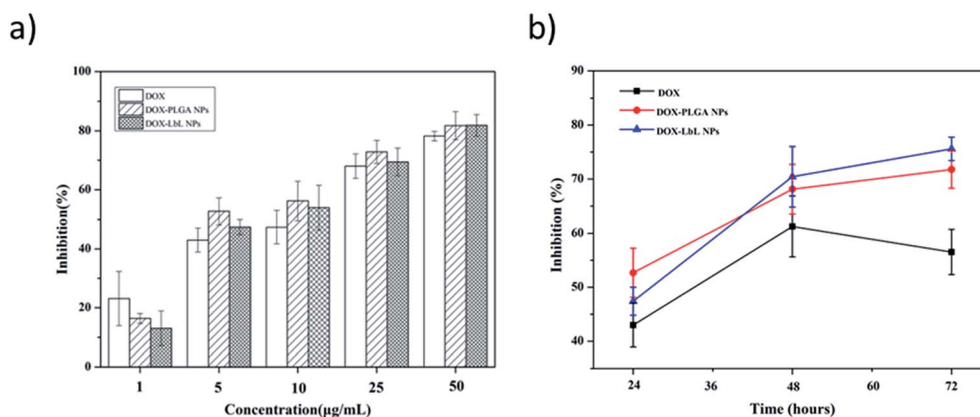 a)
100
80
60
40
20
0
Inhibition(%)
DOX
DOX-PLGA NPs
DOX-LbL NPs
1 5 10 25 50
Concentration(µg/mL)
b)
90
80
70
60
50
40
Inhibition (%)
DOX
DOX-PLGA NPs
DOX-LbL NPs
24 36 48 60 72
Time (hours)